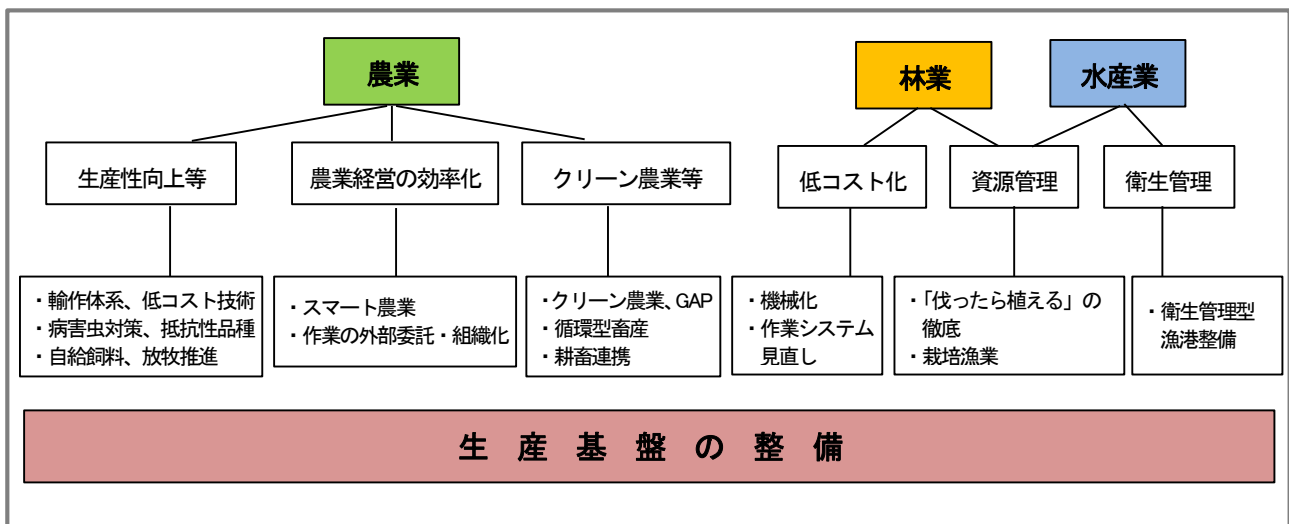 農業
林業
水産業
生産性向上等
農業経営の効率化
クリーン農業等
低コスト化
資源管理
衛生管理
・輪作体系、低コスト技術
・病害虫対策、抵抗性品種
・自給飼料、放牧推進
・スマート農業
・作業の外部委託・組織化
・クリーン農業、GAP
・循環型畜産
・耕畜連携
・機械化
・作業システム
見直し
・「伐ったら植える」の
徹底
・栽培漁業
・衛生管理型
漁港整備
生産基盤の整備